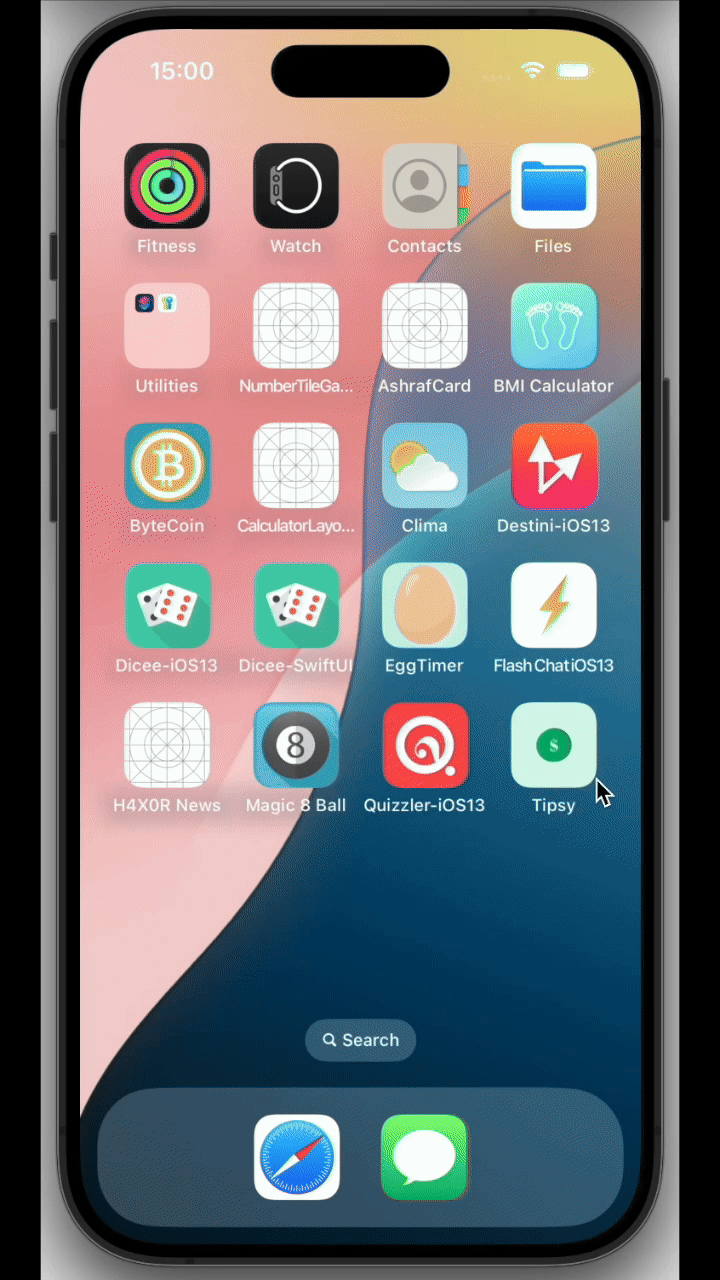 15:00
Fitness Watch Contacts Files
Utilities NumberTileGa... AshrafCard BMI Calculator
ByteCoin CalculatorLayo... Clima Destini-iOS13
Dicee-iOS13 Dicee-SwiftUI EggTimer FlashChatiOS13
8
$
H4X0R News Magic 8 Ball Quizzler-iOS13 Tipsy
Search